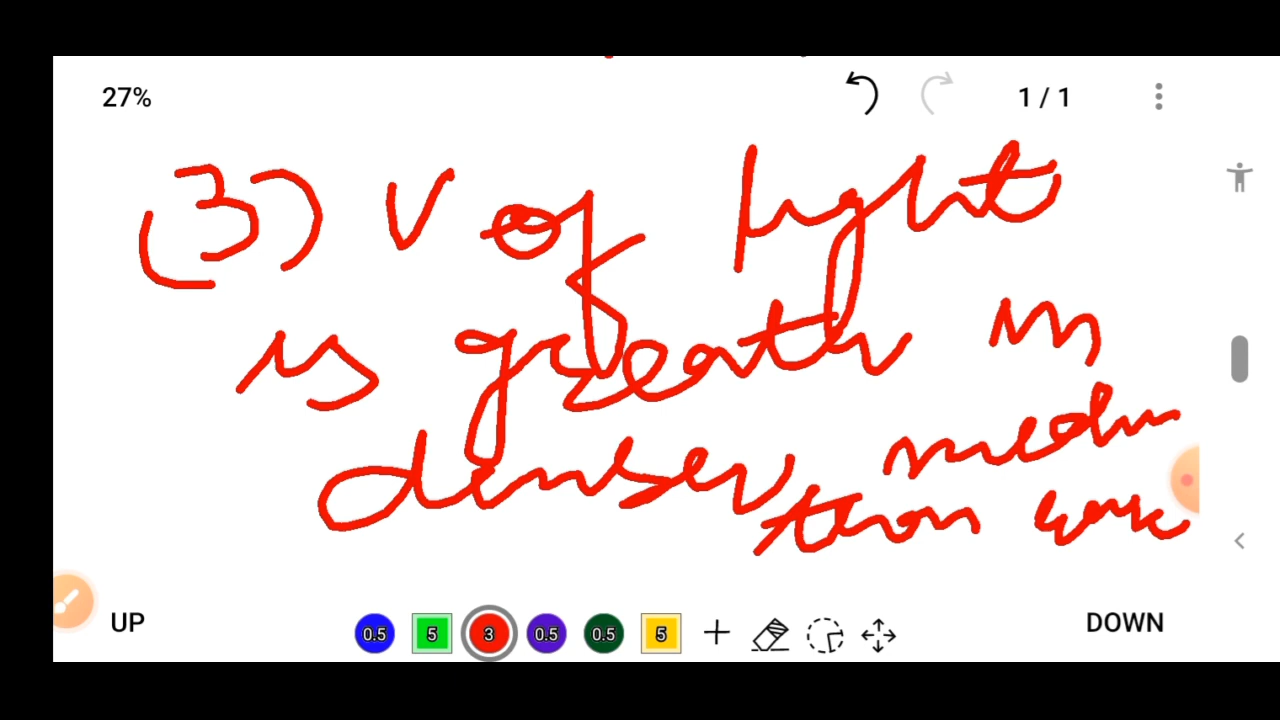 27%
1 / 1
(3) V of light
is greater in
denser medium
than
UP
0.5
5
3
0.5
0.5
5
DOWN